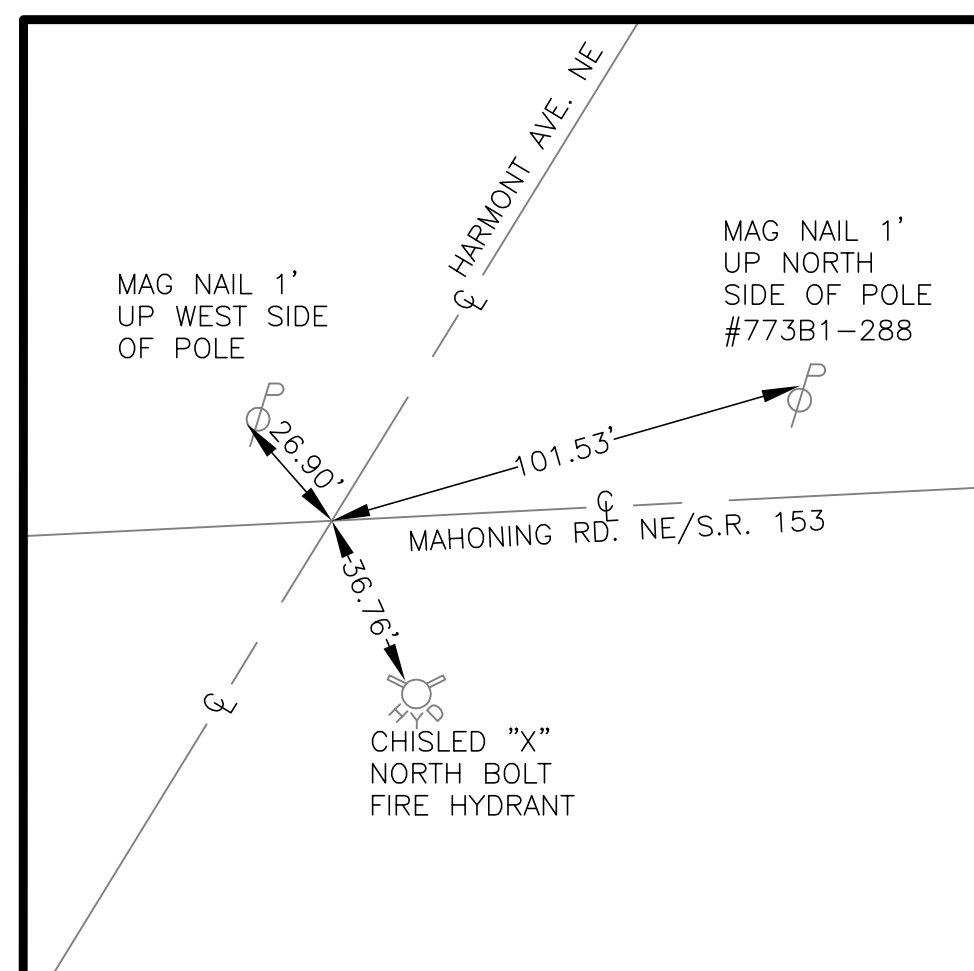 HARMONT AVE. NE
℄
MAG NAIL 1'
UP NORTH
SIDE OF POLE
#773B1-288
MAG NAIL 1'
UP WEST SIDE
OF POLE
P
P
26.90'
101.53'
℄
MAHONING RD. NE/S.R. 153
36.76'
℄
HYD
CHISLED "X"
NORTH BOLT
FIRE HYDRANT